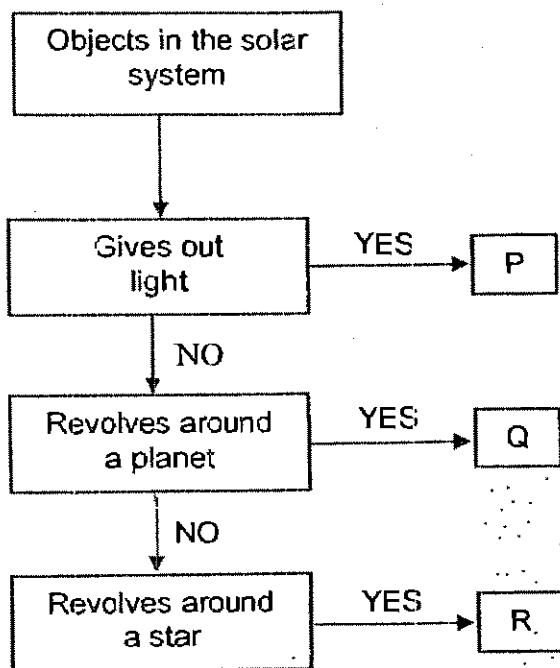 Objects in the solar
system
Gives out
light
YES
P
NO
Revolves around
a planet
YES
Q
NO
Revolves around
a star
YES
R